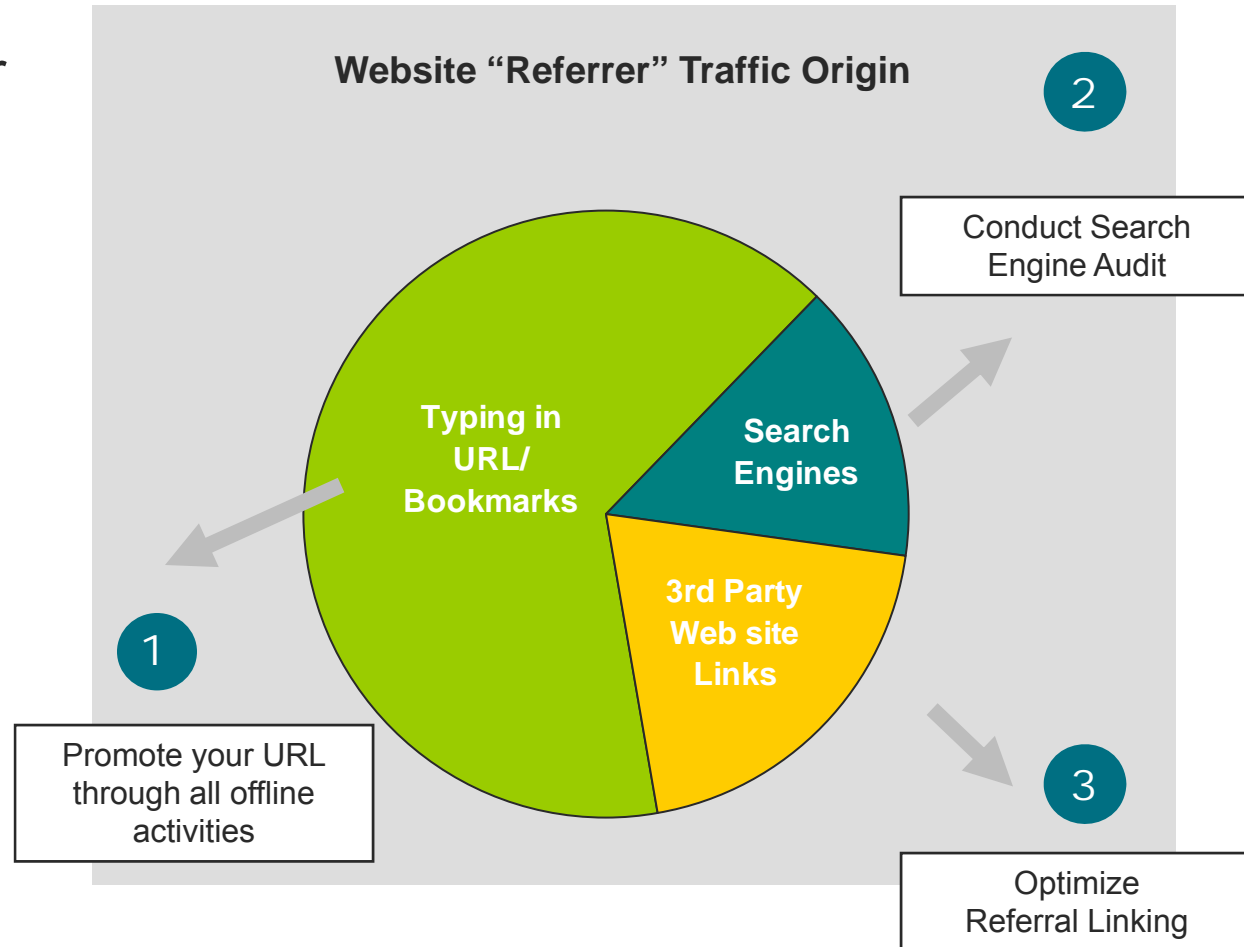 Website “Referrer” Traffic Origin
2
Conduct Search
Engine Audit
Typing in
URL/
Bookmarks
Search
Engines
3rd Party
Web site
Links
1
Promote your URL
through all offline
activities
3
Optimize
Referral Linking